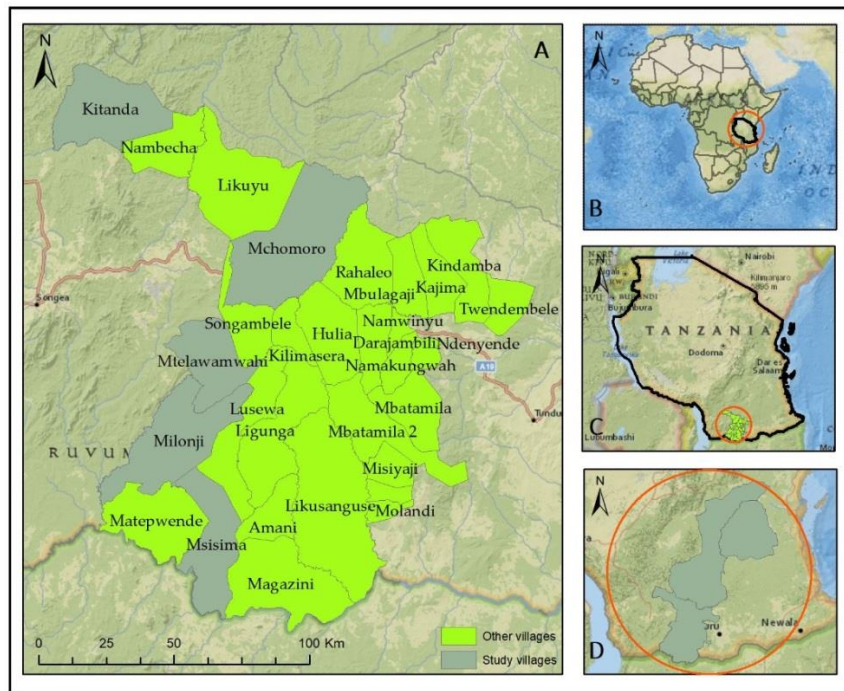 N
A
Kitanda
Nambecha
Likuyu
Mchomoro
Rahaleo
Kindamba
Mbulagaji
Kajima
Twendembele
Songea
Songambele
Hulia
Namwinyu
Mtelawamwahi
Kilimasera
Darajambili
Ndenyende
Namakungwah
A19
Lusewa
Mbatamila
Tundu
Milonji
Ligunga
Mbatamila 2
RUVUM
Misiyaji
Matepwende
Likusanguse
Molandi
Msisima
Amani
Magazini
0 25 50 100 Km
Other villages
Study villages
N
B
IND
OC
N
Nairobi
Kilimanjaro
5895 m
Bujumbura
TANZANIA
Dodoma
Dar es
Salaam
C
Lubumbashi
N
D
uru
Newala